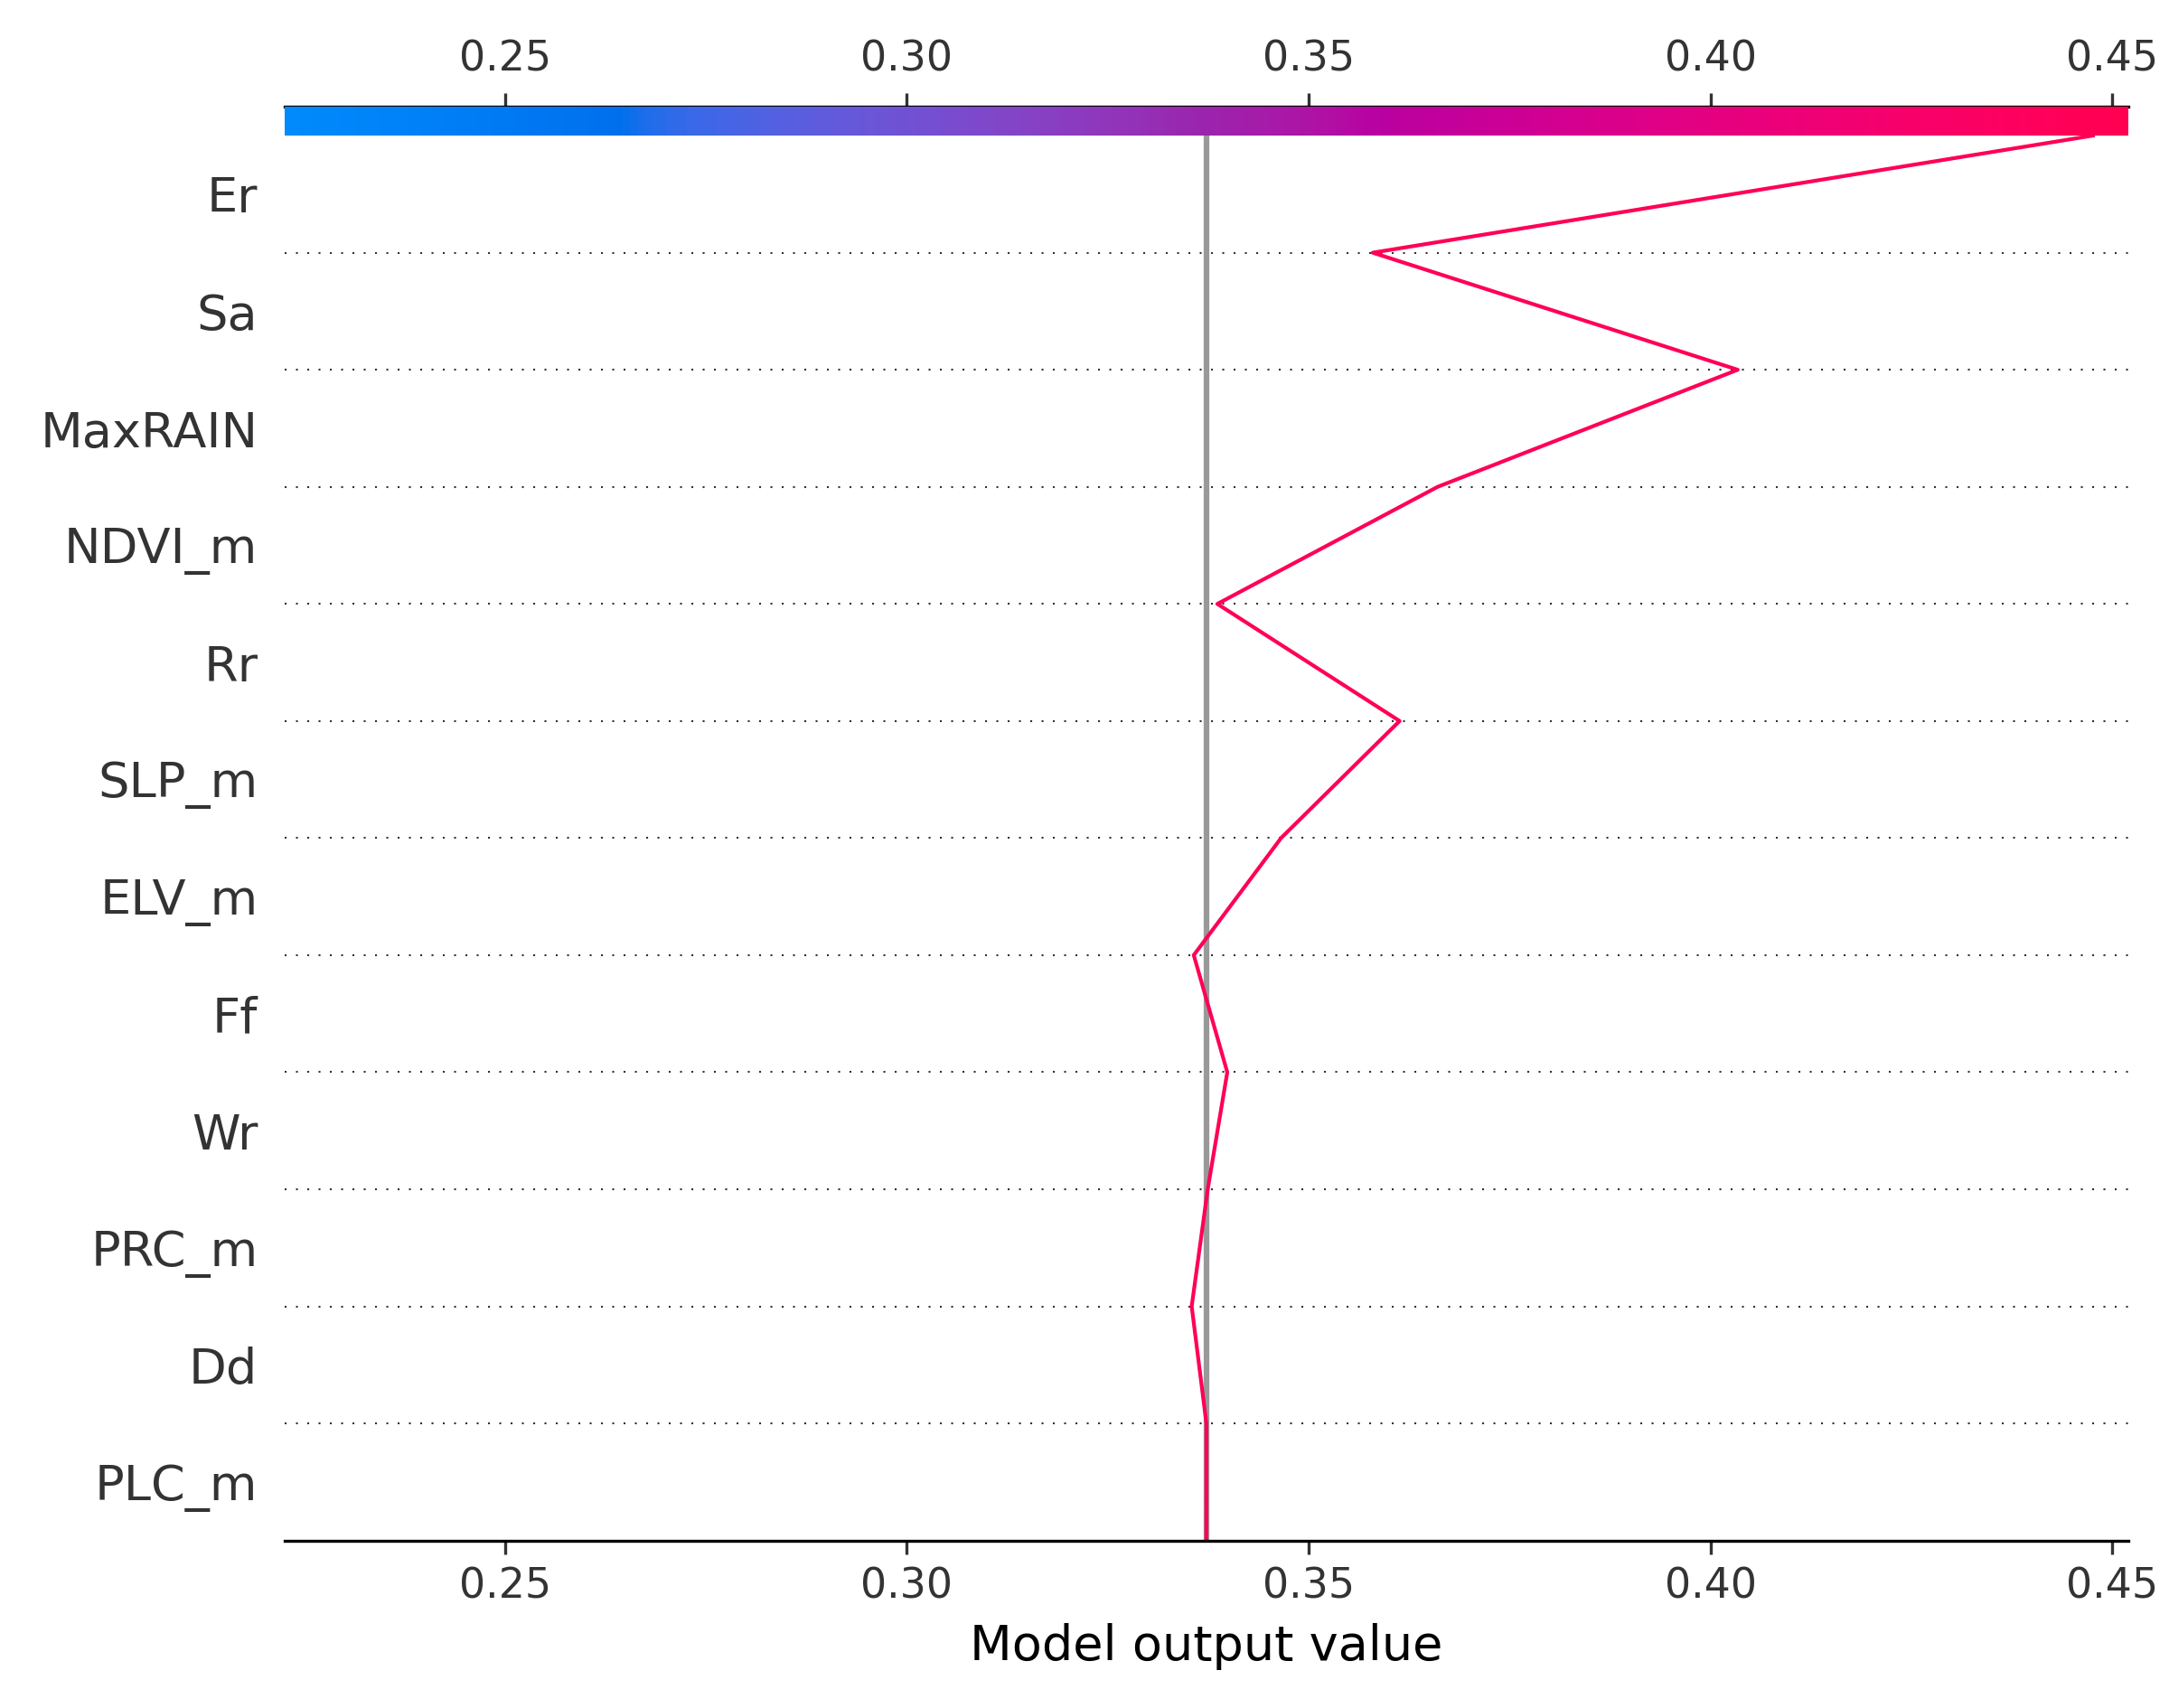 0.25 0.30 0.35 0.40 0.45
Er
Sa
MaxRAIN
NDVI_m
Rr
SLP_m
ELV_m
Ff
Wr
PRC_m
Dd
PLC_m
0.25 0.30 0.35 0.40 0.45
Model output value